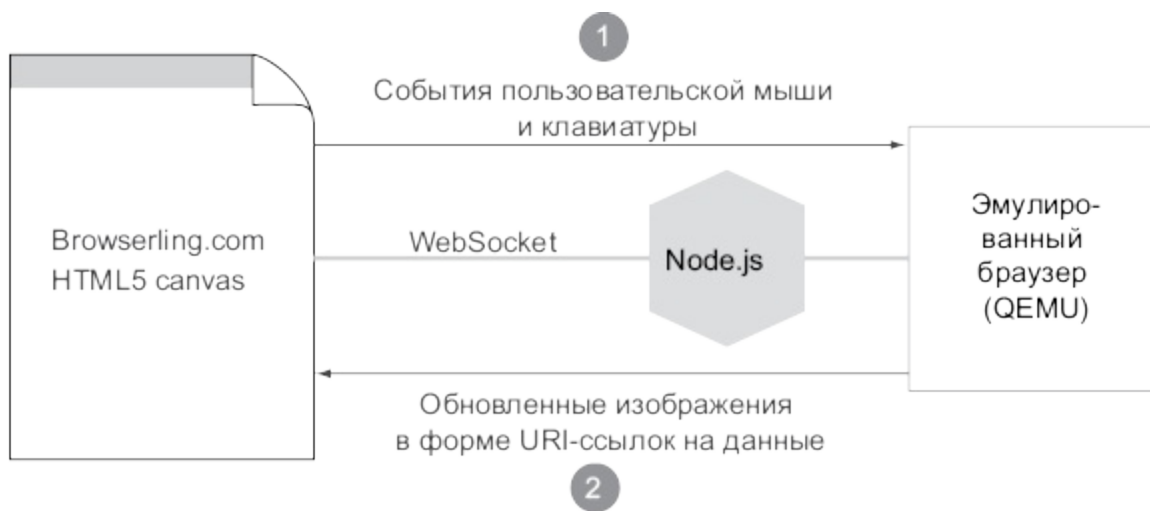 1
События пользовательской мыши
и клавиатуры
Browserling.com
HTML5 canvas
WebSocket
Node.js
Эмулиро-
ванный
браузер
(QEMU)
Обновленные изображения
в форме URI-ссылок на данные
2